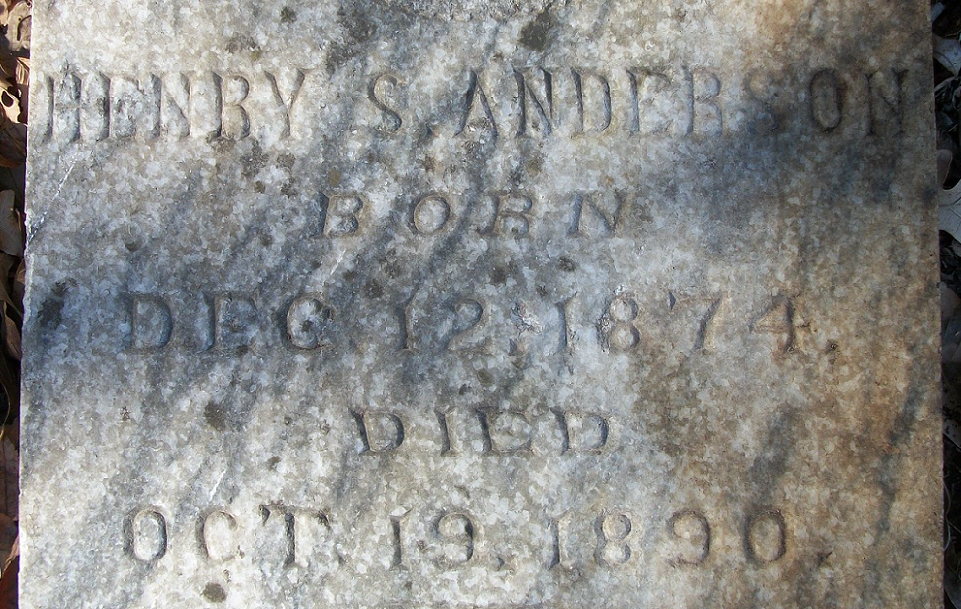 HENRY S. ANDERSON
BORN
DEC. 12, 1874.
DIED
OCT. 19, 1890.